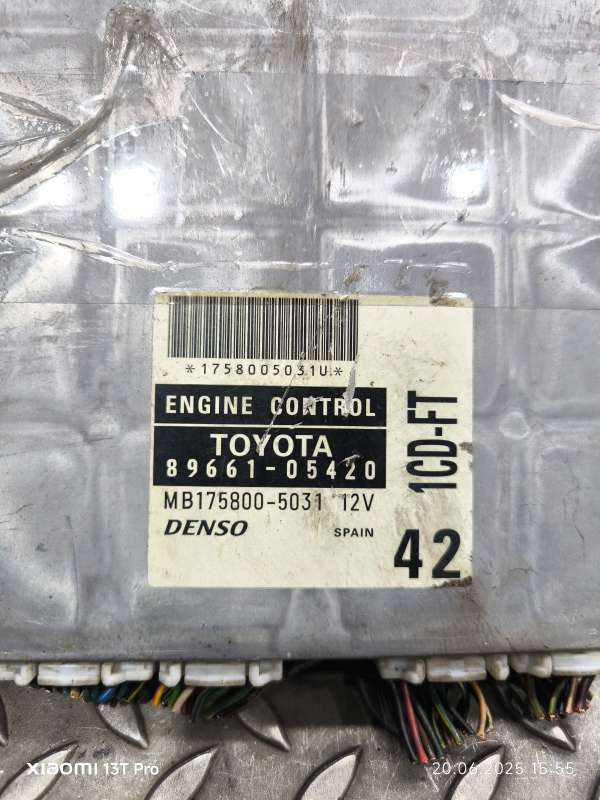 *1758005031U*
ENGINE CONTROL
TOYOTA
89661-05420
MB175800-5031 12V
DENSO SPAIN
1CD-FT
42
XIAOMI 13T Pro
20.06.2025 15:55